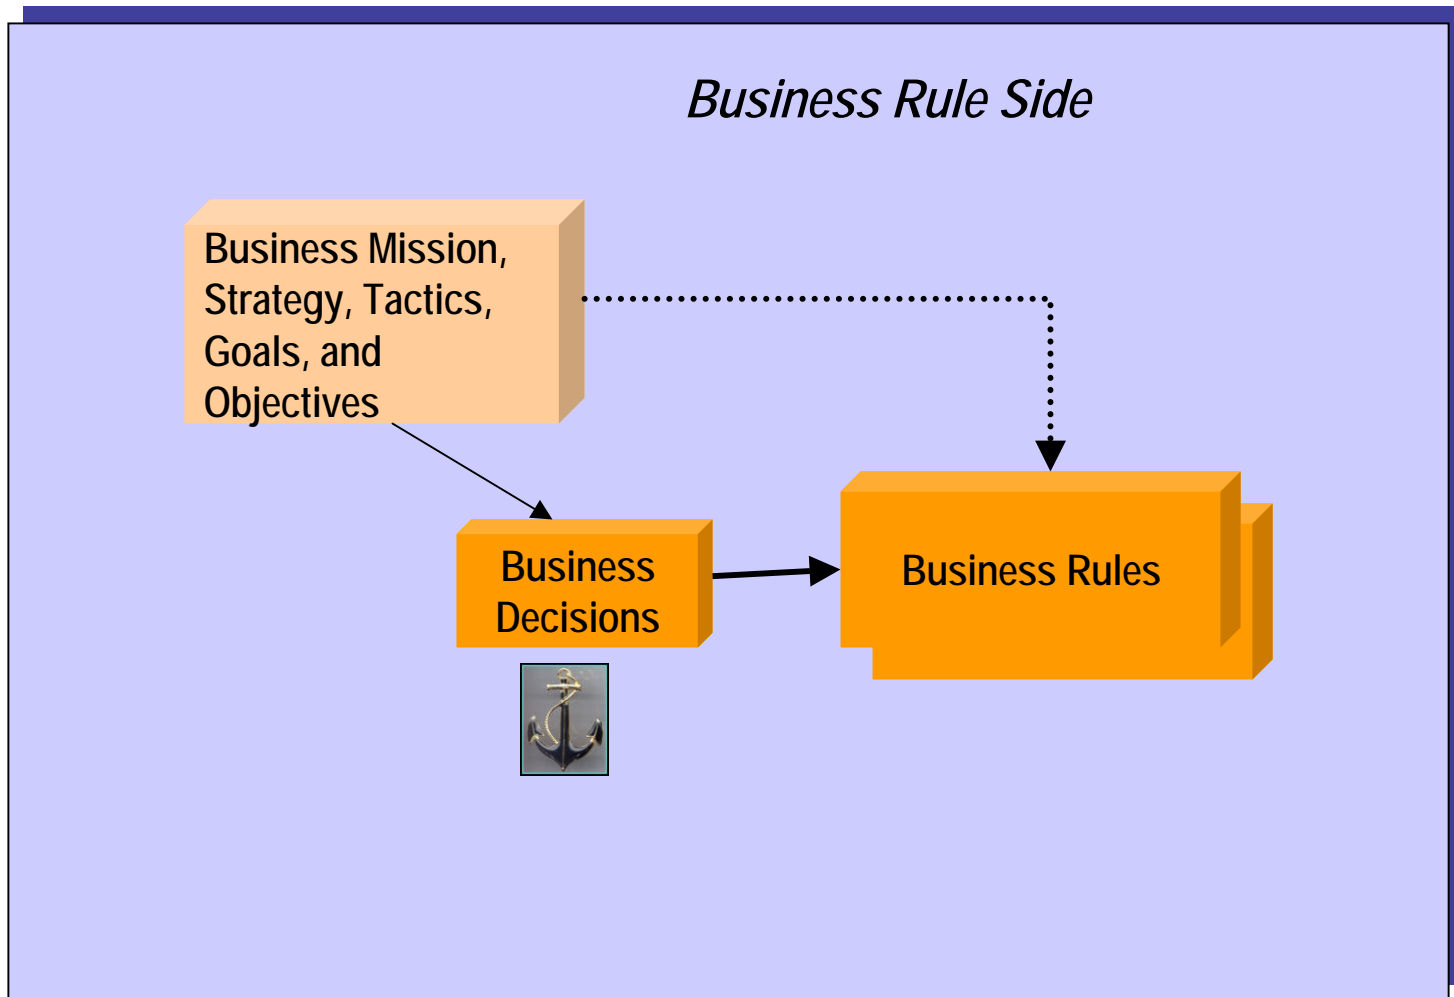 Business Rule Side
Business Mission,
Strategy, Tactics,
Goals, and
Objectives
Business
Decisions
Business Rules